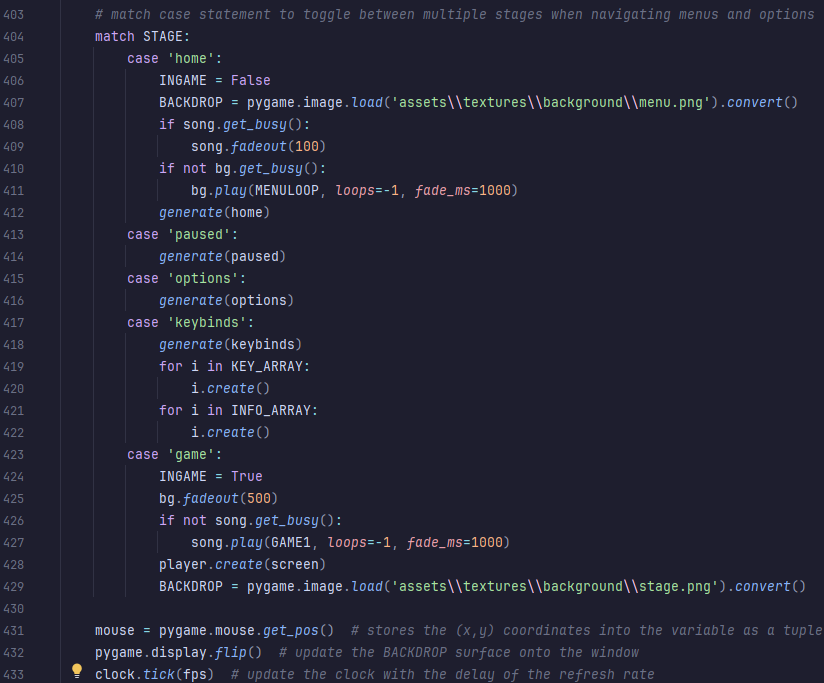 403 # match case statement to toggle between multiple stages when navigating menus and options
404 match STAGE:
405 case 'home':
406 INGAME = False
407 BACKDROP = pygame.image.load('assets\\textures\\background\\menu.png').convert()
408 if song.get_busy():
409 song.fadeout(100)
410 if not bg.get_busy():
411 bg.play(MENULOOP, loops=-1, fade_ms=1000)
412 generate(home)
413 case 'paused':
414 generate(paused)
415 case 'options':
416 generate(options)
417 case 'keybinds':
418 generate(keybinds)
419 for i in KEY_ARRAY:
420 i.create()
421 for i in INFO_ARRAY:
422 i.create()
423 case 'game':
424 INGAME = True
425 bg.fadeout(500)
426 if not song.get_busy():
427 song.play(GAME1, loops=-1, fade_ms=1000)
428 player.create(screen)
429 BACKDROP = pygame.image.load('assets\\textures\\background\\stage.png').convert()
430
431 mouse = pygame.mouse.get_pos() # stores the (x,y) coordinates into the variable as a tuple
432 pygame.display.flip() # update the BACKDROP surface onto the window
433 clock.tick(fps) # update the clock with the delay of the refresh rate